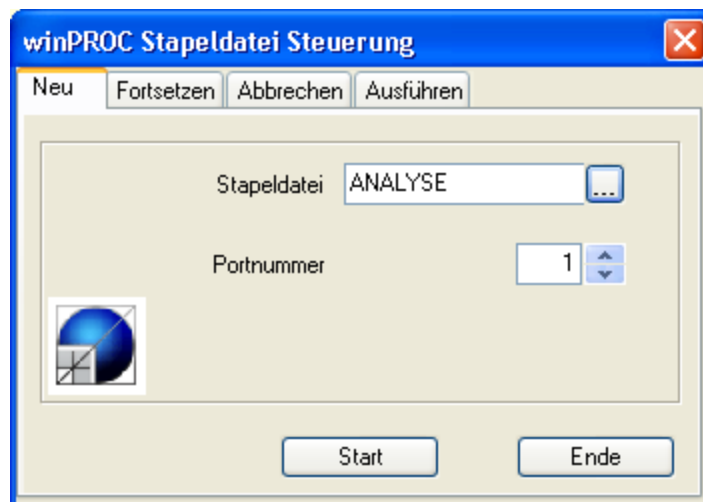 winPROC Stapeldatei Steuerung
Neu Fortsetzen Abbrechen Ausführen
Stapeldatei ANALYSE ...
Portnummer 1
Start Ende